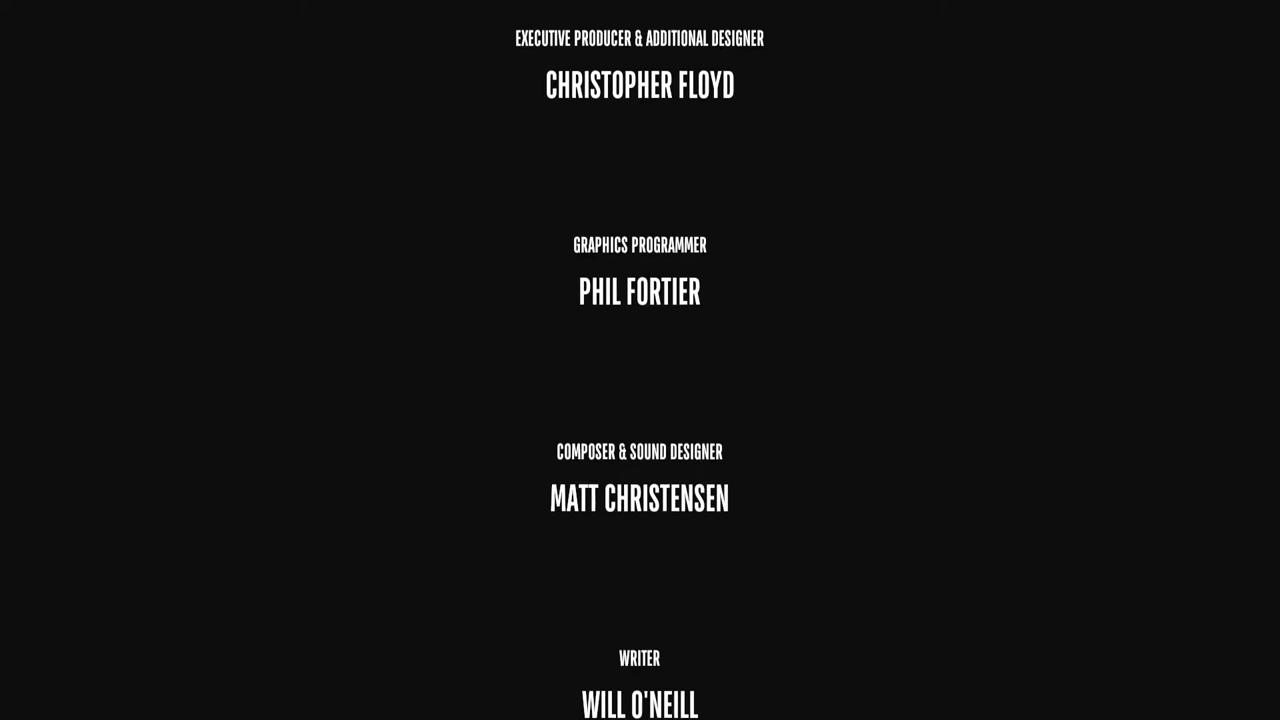 EXECUTIVE PRODUCER & ADDITIONAL DESIGNER
CHRISTOPHER FLOYD
GRAPHICS PROGRAMMER
PHIL FORTIER
COMPOSER & SOUND DESIGNER
MATT CHRISTENSEN
WRITER
WILL O'NEILL